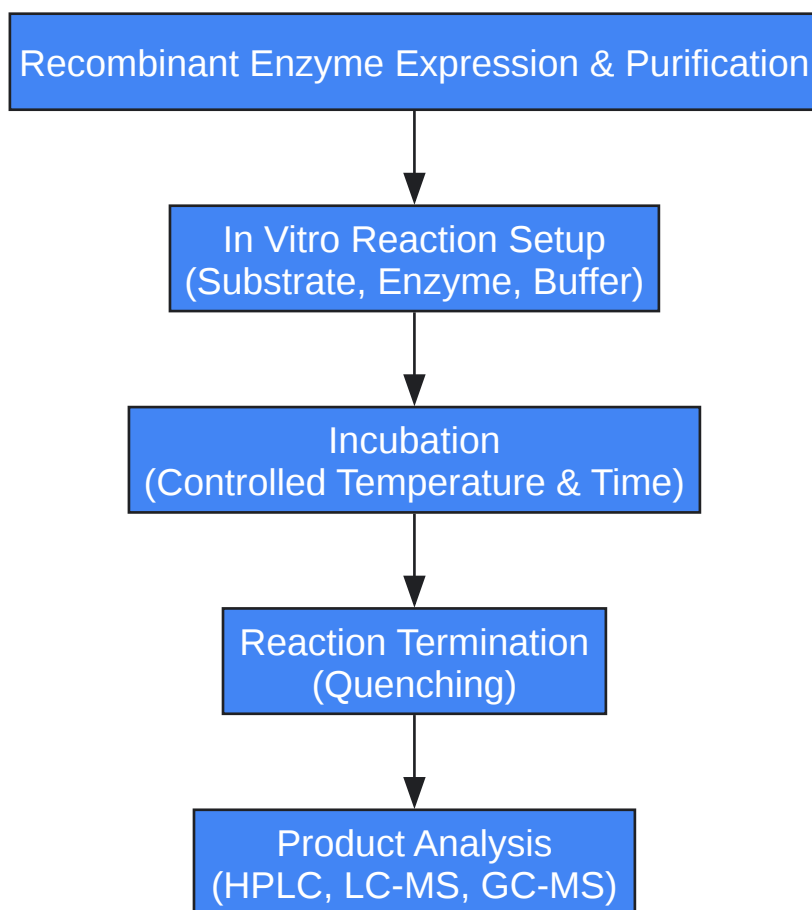 Recombinant Enzyme Expression & Purification
In Vitro Reaction Setup
(Substrate, Enzyme, Buffer)
Incubation
(Controlled Temperature & Time)
Reaction Termination
(Quenching)
Product Analysis
(HPLC, LC-MS, GC-MS)